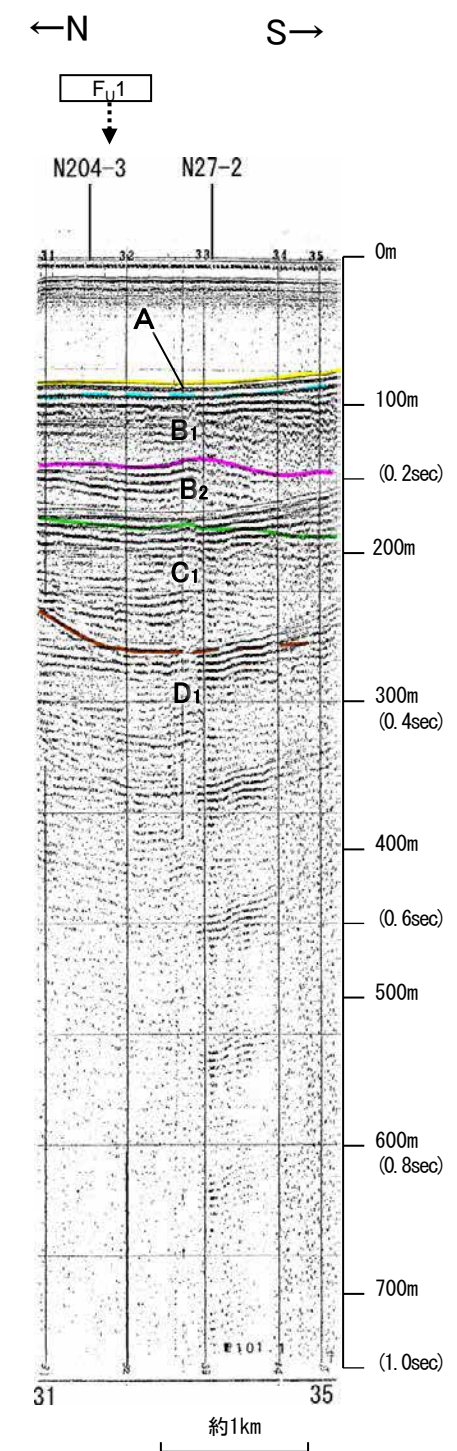 ←N S→
FU1
N204-3 N27-2
31 32 33 34 35
0m
A
100m
B1
(0.2sec)
B2
200m
C1
D1
300m
(0.4sec)
400m
(0.6sec)
500m
600m
(0.8sec)
700m
(1.0sec)
31 35
約1km